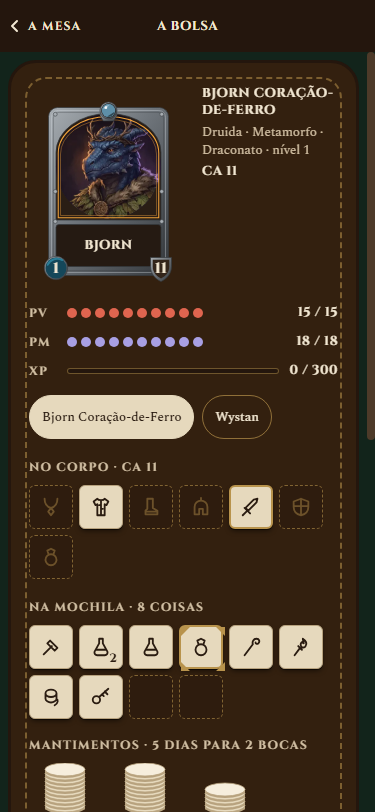 A MESA
A BOLSA
BJORN CORAÇÃO-
DE-FERRO
Druida · Metamorfo ·
Draconato · nível 1
CA 11
BJORN
1
11
PV
15 / 15
PM
18 / 18
XP
0 / 300
Bjorn Coração-de-Ferro
Wystan
NO CORPO · CA 11
NA MOCHILA · 8 COISAS
2
MANTIMENTOS · 5 DIAS PARA 2 BOCAS